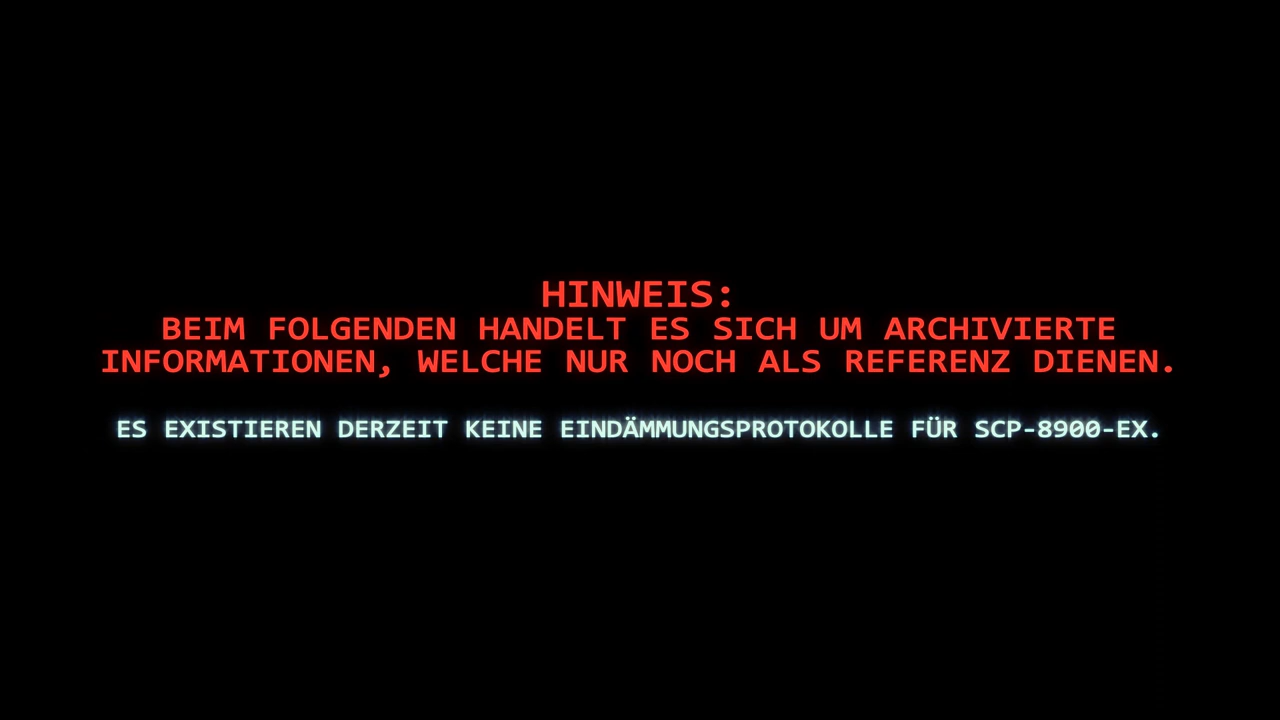 HINWEIS:
BEIM FOLGENDEN HANDELT ES SICH UM ARCHIVIERTE
INFORMATIONEN, WELCHE NUR NOCH ALS REFERENZ DIENEN.
ES EXISTIEREN DERZEIT KEINE EINDÄMMUNGSPROTOKOLLE FÜR SCP-8900-EX.